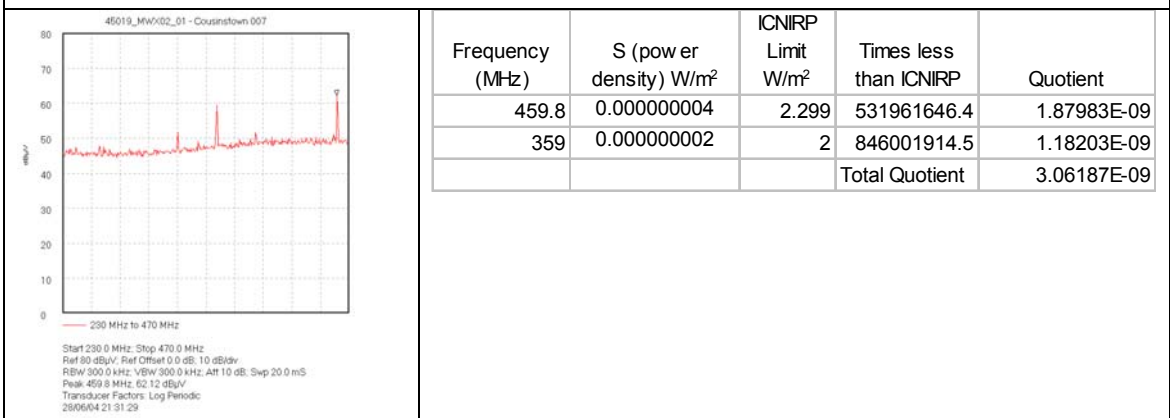 45019_MWX02_01 - Cousinstown 007
80
70
60
50
40
30
20
10
0
dBµV
230 MHz to 470 MHz
Start 230.0 MHz; Stop 470.0 MHz
Ref 80 dBµV; Ref Offset 0.0 dB; 10 dB/div
RBW 300.0 kHz; VBW 300.0 kHz; Att 10 dB; Swp 20.0 mS
Peak 459.8 MHz, 62.12 dBµV
Transducer Factors: Log Periodic
28/06/04 21:31:29
Frequency (MHz) S (power density) W/m² ICNIRP Limit W/m² Times less than ICNIRP Quotient
459.8 0.000000004 2.299 531961646.4 1.87983E-09
359 0.000000002 2 846001914.5 1.18203E-09
Total Quotient 3.06187E-09